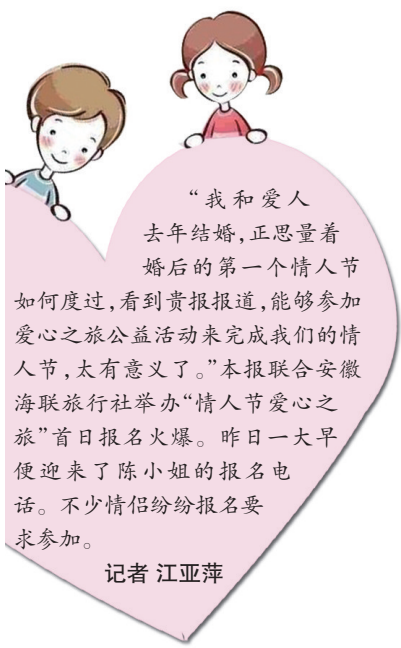 “我和爱人
去年结婚,正思量着
婚后的第一个情人节
如何度过,看到贵报报道,能够参加
爱心之旅公益活动来完成我们的情
人节,太有意义了。”本报联合安徽
海联旅行社举办“情人节爱心之
旅”首日报名火爆。昨日一大早
便迎来了陈小姐的报名电
话。不少情侣纷纷报名要
求参加。
记者 江亚萍